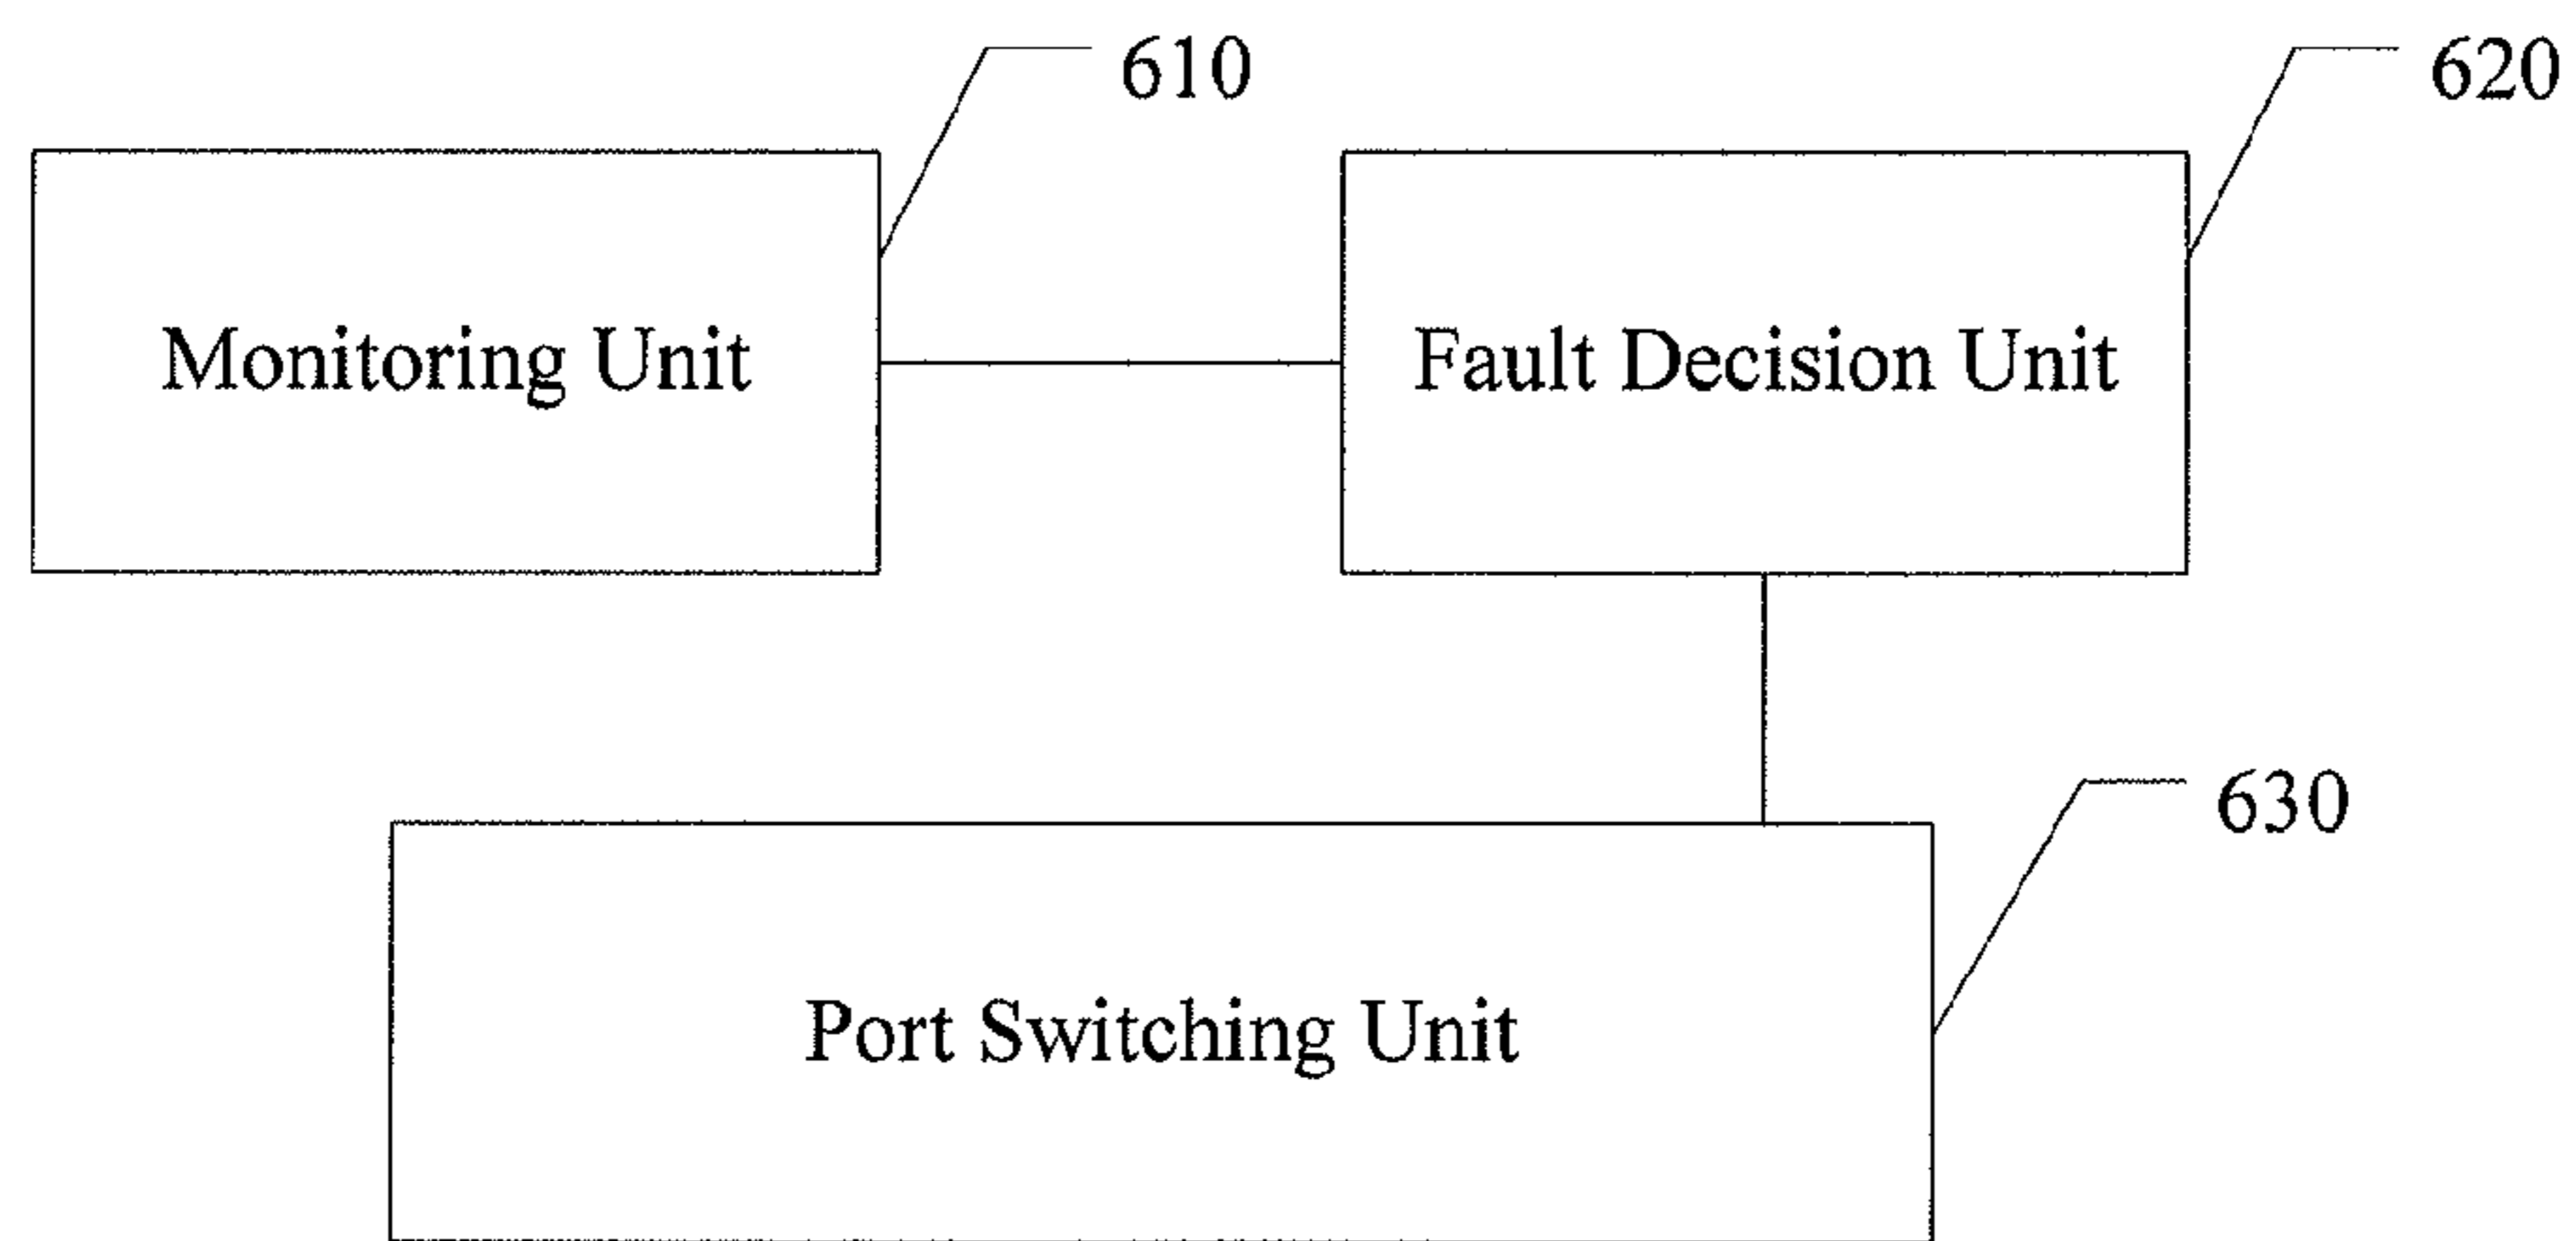 610
620
Monitoring Unit
Fault Decision Unit
630
Port Switching Unit